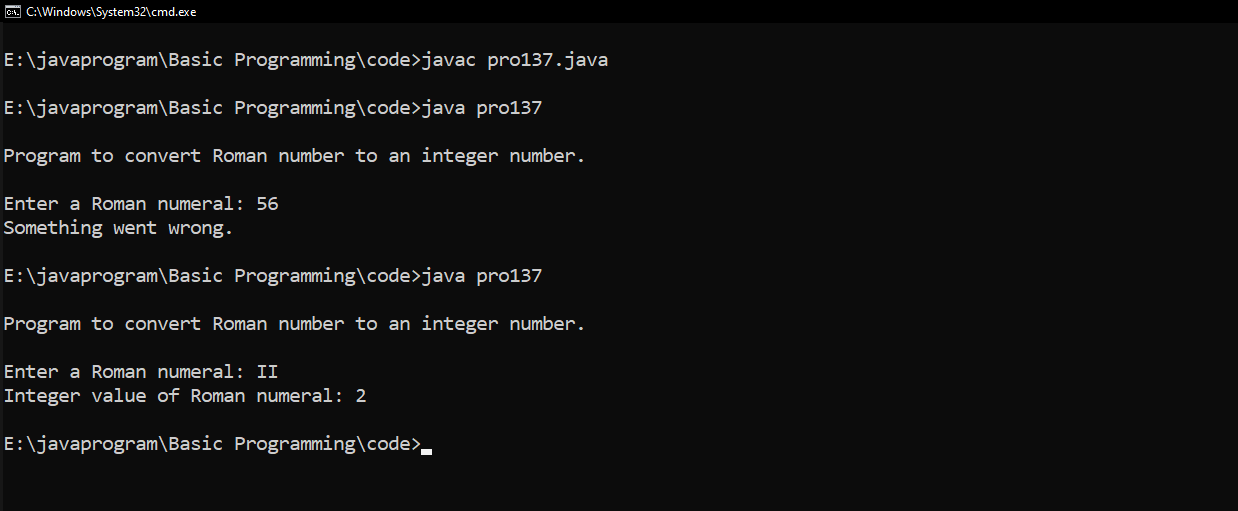 C:\Windows\System32\cmd.exe
E:\javaprogram\Basic Programming\code>javac pro137.java
E:\javaprogram\Basic Programming\code>java pro137
Program to convert Roman number to an integer number.
Enter a Roman numeral: 56
Something went wrong.
E:\javaprogram\Basic Programming\code>java pro137
Program to convert Roman number to an integer number.
Enter a Roman numeral: II
Integer value of Roman numeral: 2
E:\javaprogram\Basic Programming\code>